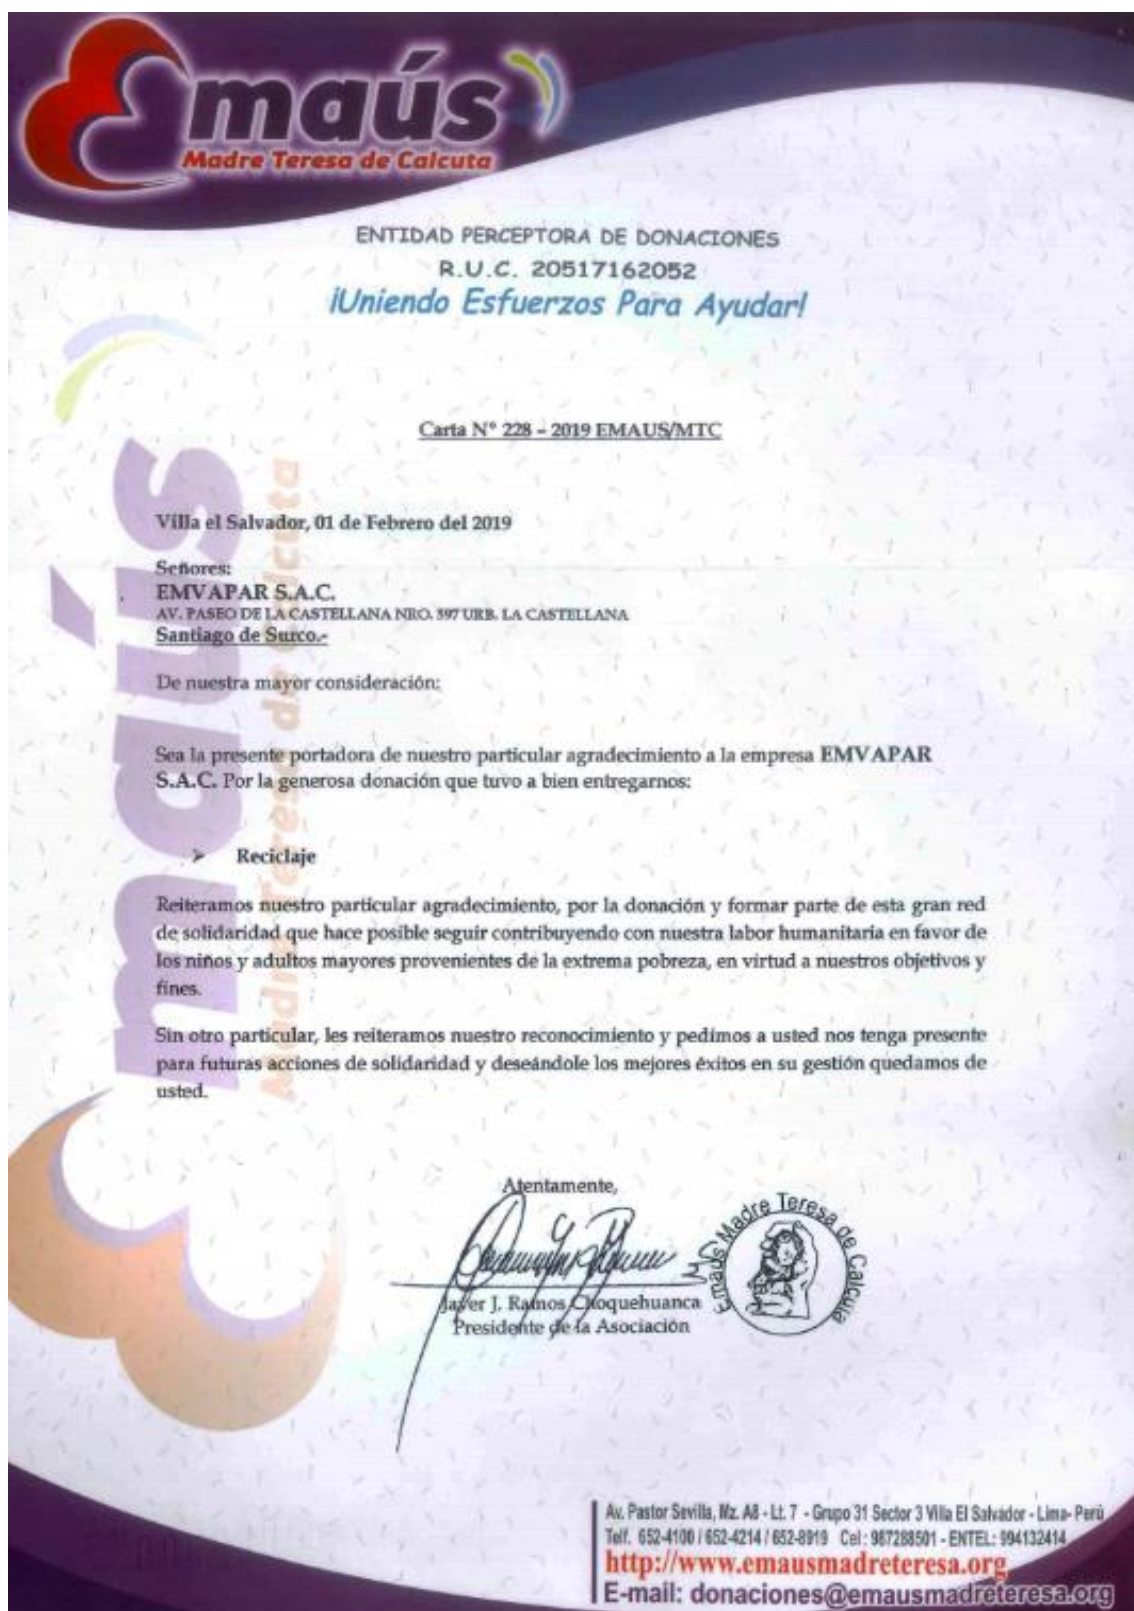 Emaús
Madre Teresa de Calcuta
ENTIDAD PERCEPTORA DE DONACIONES
R.U.C. 20517162052
¡Uniendo Esfuerzos Para Ayudar!
Carta N° 228 – 2019 EMAUS/MTC
Villa el Salvador, 01 de Febrero del 2019
Señores:
EMVAPAR S.A.C.
AV. PASEO DE LA CASTELLANA NRO. 597 URB. LA CASTELLANA
Santiago de Surco.-
De nuestra mayor consideración:
Sea la presente portadora de nuestro particular agradecimiento a la empresa EMVAPAR
S.A.C. Por la generosa donación que tuvo a bien entregarnos:
➢ Reciclaje
Reiteramos nuestro particular agradecimiento, por la donación y formar parte de esta gran red
de solidaridad que hace posible seguir contribuyendo con nuestra labor humanitaria en favor de
los niños y adultos mayores provenientes de la extrema pobreza, en virtud a nuestros objetivos y
fines.
Sin otro particular, les reiteramos nuestro reconocimiento y pedimos a usted nos tenga presente
para futuras acciones de solidaridad y deseándole los mejores éxitos en su gestión quedamos de
usted.
Atentamente,
J. Ramos Choquehuanca
Presidente de la Asociación
Emaus Madre Teresa de Calcuta
Emaús
Madre Teresa de Calcuta
Av. Pastor Sevilla, Mz. A8 - Lt. 7 - Grupo 31 Sector 3 Villa El Salvador - Lima- Perú
Telf. 652-4100 / 652-4214 / 652-8919 Cel: 987288501 - ENTEL: 994132414
http://www.emausmadreteresa.org
E-mail: donaciones@emausmadreteresa.org